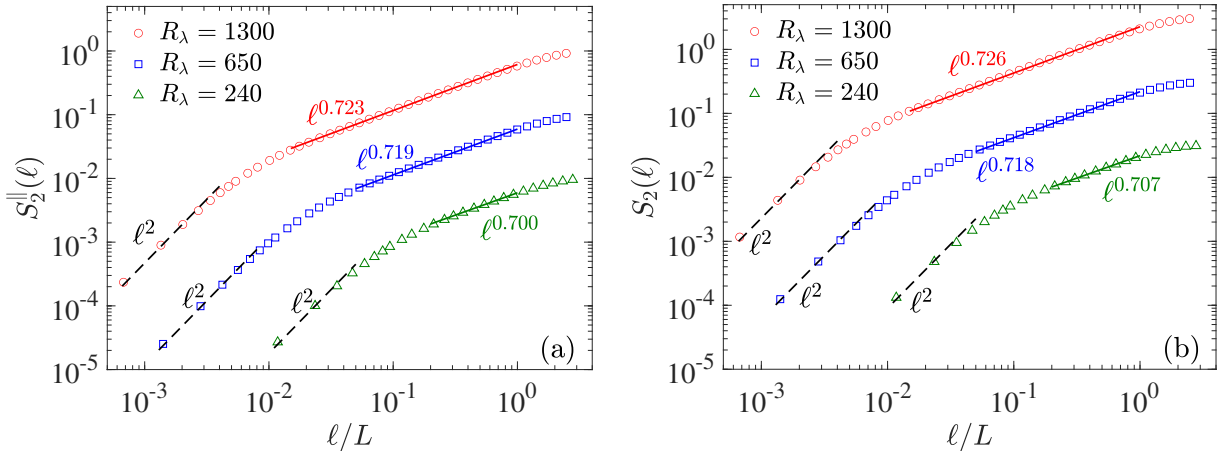 R_λ = 1300
R_λ = 650
R_λ = 240
ℓ^0.723
ℓ^0.719
ℓ^0.700
ℓ^2
ℓ^2
ℓ^2
(a)
S_2^∥(ℓ)
10^0
10^-1
10^-2
10^-3
10^-4
10^-5
10^-3
10^-2
10^-1
10^0
ℓ/L
R_λ = 1300
R_λ = 650
R_λ = 240
ℓ^0.726
ℓ^0.718
ℓ^0.707
ℓ^2
ℓ^2
ℓ^2
(b)
S_2(ℓ)
10^0
10^-1
10^-2
10^-3
10^-4
10^-5
10^-3
10^-2
10^-1
10^0
ℓ/L